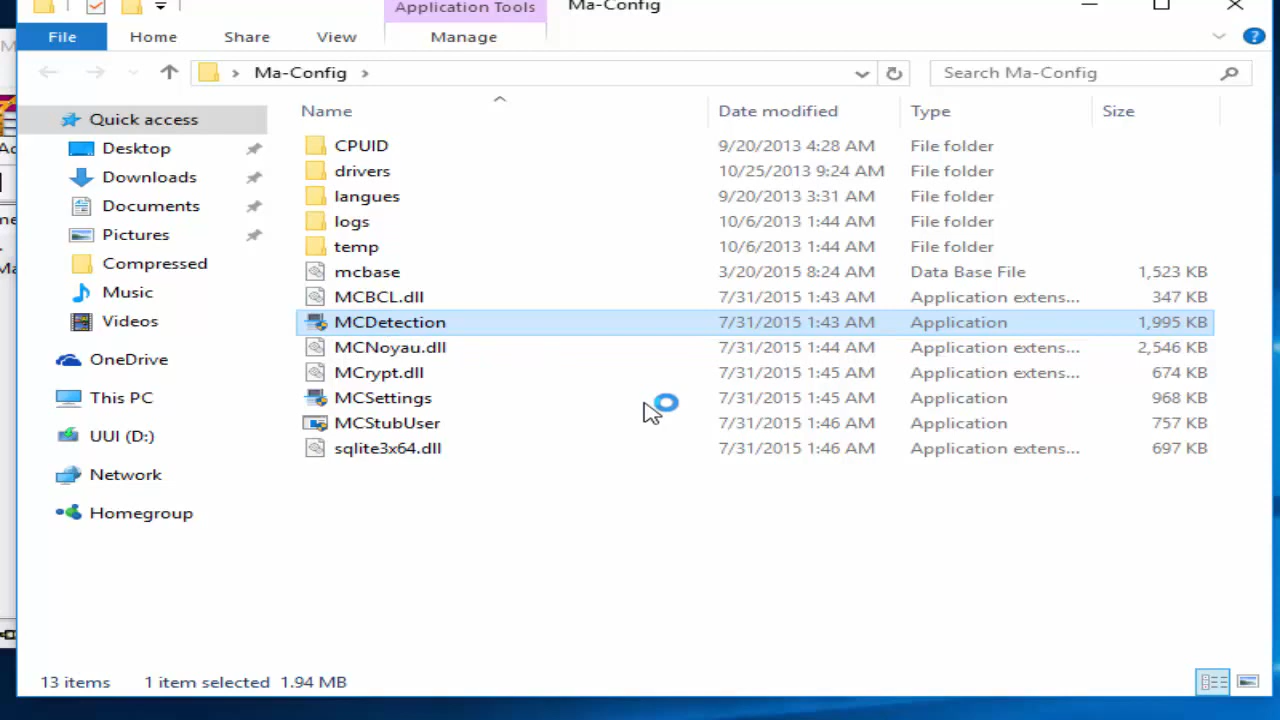 Application Tools Ma-Config
File Home Share View Manage
Ma-Config Search Ma-Config
Name Date modified Type Size
Quick access
Desktop
Downloads
Documents
Pictures
Compressed
Music
Videos
OneDrive
This PC
UUI (D:)
Network
Homegroup
CPUID 9/20/2013 4:28 AM File folder
drivers 10/25/2013 9:24 AM File folder
langues 9/20/2013 3:31 AM File folder
logs 10/6/2013 1:44 AM File folder
temp 10/6/2013 1:44 AM File folder
mcbase 3/20/2015 8:24 AM Data Base File 1,523 KB
MCBCL.dll 7/31/2015 1:43 AM Application extens... 347 KB
MCDetection 7/31/2015 1:43 AM Application 1,995 KB
MCNoyau.dll 7/31/2015 1:44 AM Application extens... 2,546 KB
MCrypt.dll 7/31/2015 1:45 AM Application extens... 674 KB
MCSettings 7/31/2015 1:45 AM Application 968 KB
MCStubUser 7/31/2015 1:46 AM Application 757 KB
sqlite3x64.dll 7/31/2015 1:46 AM Application extens... 697 KB
13 items 1 item selected 1.94 MB